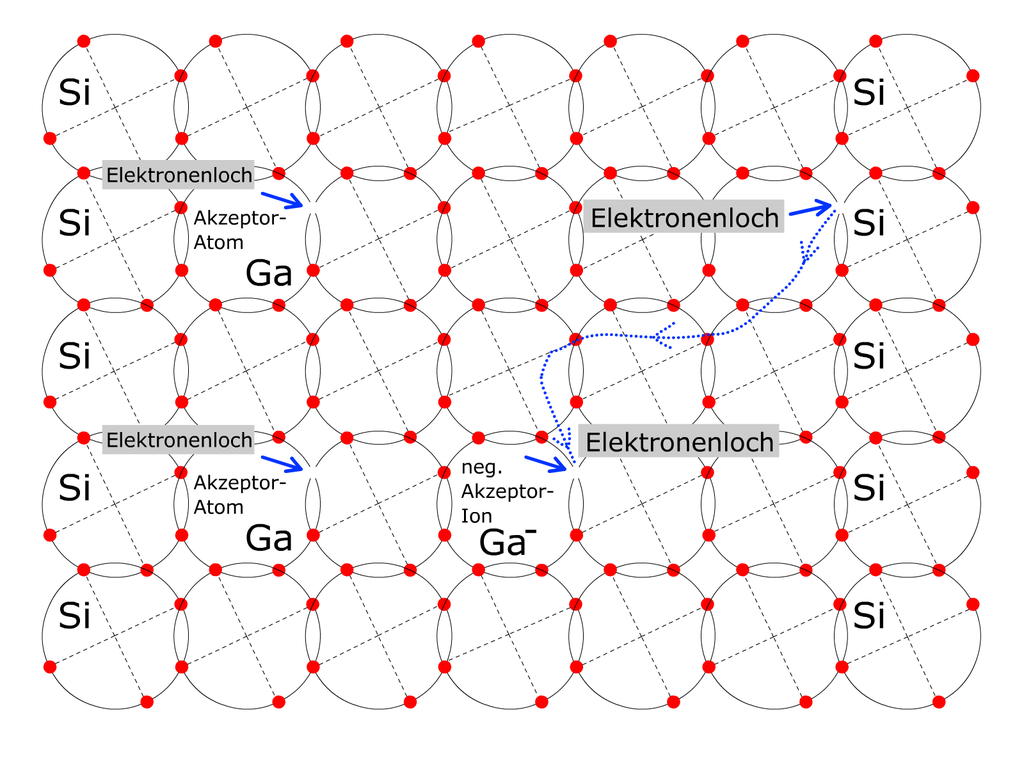 Si
Si
Elektronenloch
Akzeptor-
Atom
Ga
Elektronenloch
Si
Si
Si
Si
Elektronenloch
Akzeptor-
Atom
Ga
Elektronenloch
neg.
Akzeptor-
Ion
Ga-
Si
Si
Si
Si